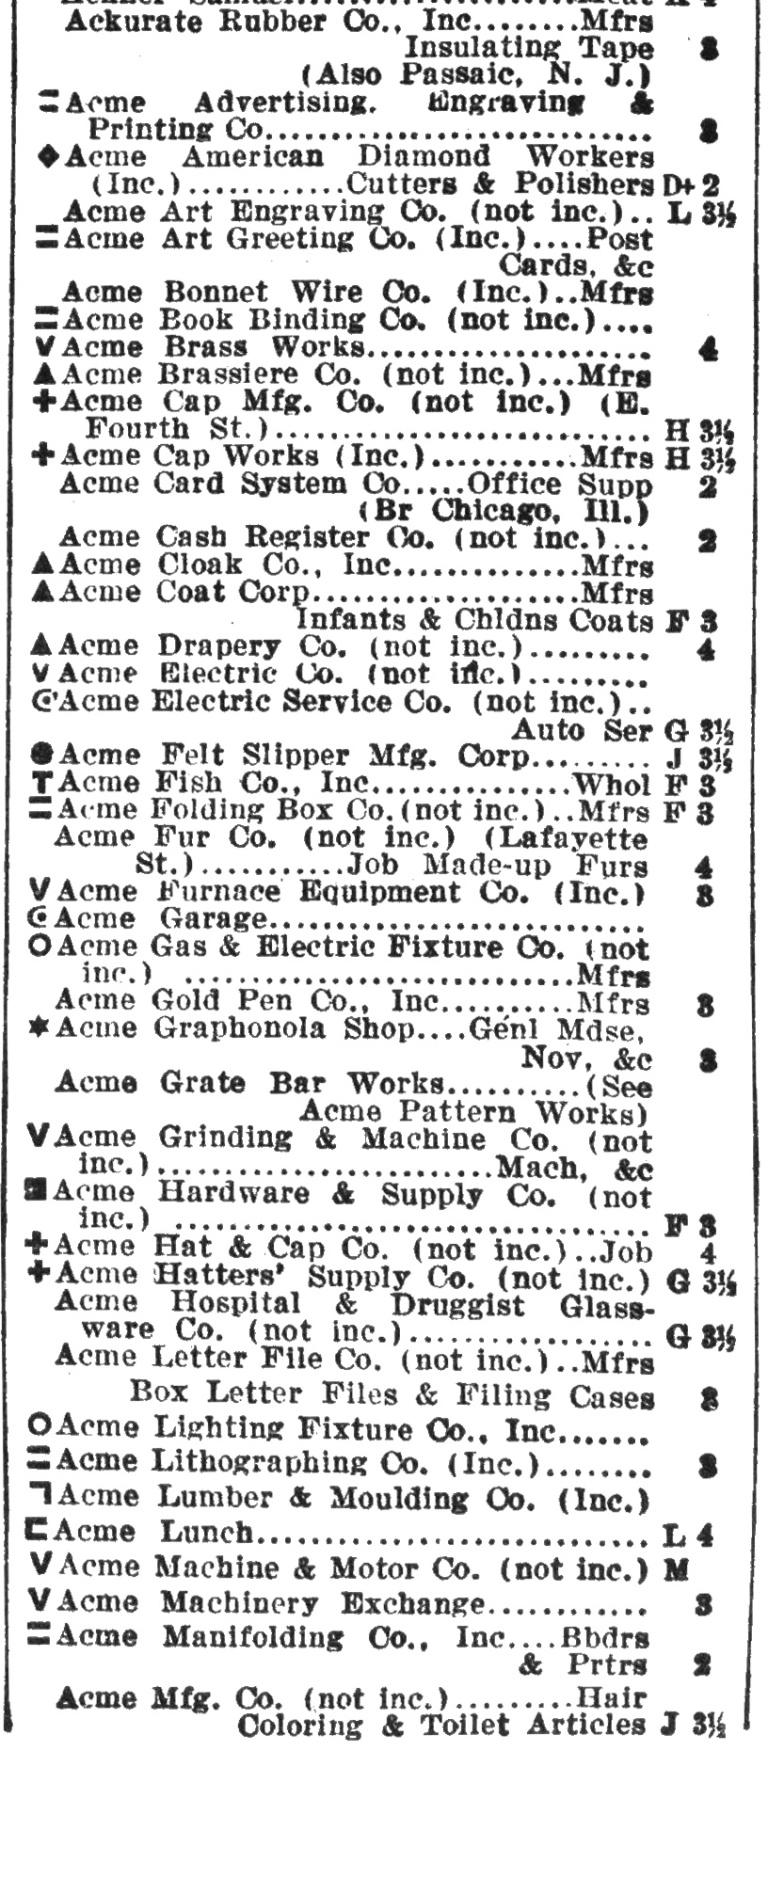 Ackurate Rubber Co., Inc........Mfrs
Insulating Tape 3
(Also Passaic, N. J.)
=Acme Advertising, Engraving &
Printing Co............................ 3
◆Acme American Diamond Workers
(Inc.)............Cutters & Polishers D+ 2
Acme Art Engraving Co. (not inc.).. L 3½
=Acme Art Greeting Co. (Inc.)....Post
Cards, &c
Acme Bonnet Wire Co. (Inc.)..Mfrs
=Acme Book Binding Co. (not inc.)....
VAcme Brass Works..................... 4
▲Acme Brassiere Co. (not inc.)...Mfrs
✚Acme Cap Mfg. Co. (not inc.) (E.
Fourth St.)............................ H 3½
✚Acme Cap Works (Inc.)...........Mfrs H 3½
Acme Card System Co.....Office Supp 2
(Br Chicago, Ill.)
Acme Cash Register Co. (not inc.)... 2
▲Acme Cloak Co., Inc..............Mfrs
▲Acme Coat Corp....................Mfrs
Infants & Chldns Coats F 3
▲Acme Drapery Co. (not inc.)......... 4
VAcme Electric Co. (not inc.).........
Acme Electric Service Co. (not inc.)..
Auto Ser G 3½
●Acme Felt Slipper Mfg. Corp......... J 3½
TAcme Fish Co., Inc...............Whol F 3
=Acme Folding Box Co.(not inc.)..Mfrs F 3
Acme Fur Co. (not inc.) (Lafayette
St.)............Job Made-up Furs 4
VAcme Furnace Equipment Co. (Inc.) 3
Acme Garage............................
OAcme Gas & Electric Fixture Co. (not
inc.) ............................Mfrs
Acme Gold Pen Co., Inc..........Mfrs 3
✶Acme Graphonola Shop....Genl Mdse,
Nov, &c 3
Acme Grate Bar Works..........(See
Acme Pattern Works)
VAcme Grinding & Machine Co. (not
inc.).........................Mach, &c
■Acme Hardware & Supply Co. (not
inc.) .................................. F 3
✚Acme Hat & Cap Co. (not inc.)..Job 4
✚Acme Hatters' Supply Co. (not inc.) G 3½
Acme Hospital & Druggist Glass-
ware Co. (not inc.).................. G 3½
Acme Letter File Co. (not inc.)..Mfrs
Box Letter Files & Filing Cases 3
OAcme Lighting Fixture Co., Inc.......
=Acme Lithographing Co. (Inc.)........ 3
ㄱAcme Lumber & Moulding Co. (Inc.)
⊏Acme Lunch............................. L 4
VAcme Machine & Motor Co. (not inc.) M
VAcme Machinery Exchange............ 3
=Acme Manifolding Co., Inc....Bbdrs
& Prtrs 2
Acme Mfg. Co. (not inc.).........Hair
Coloring & Toilet Articles J 3½